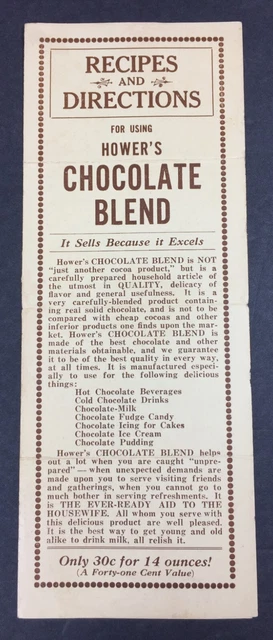 RECIPES
AND
DIRECTIONS
FOR USING
HOWER'S
CHOCOLATE
BLEND
It Sells Because it Excels
Hower's CHOCOLATE BLEND is NOT
"just another cocoa product," but is a
carefully prepared household article of
the utmost in QUALITY, delicacy of
flavor and general usefulness. It is a
very carefully-blended product contain-
ing real solid chocolate, and is not to be
compared with cheap cocoas and other
inferior products one finds upon the mar-
ket. Hower's CHOCOLATE BLEND is
made of the best chocolate and other
materials obtainable, and we guarantee
it to be of the best quality in every way,
at all times. It is manufactured especi-
ally to use for the following delicious
things:
Hot Chocolate Beverages
Cold Chocolate Drinks
Chocolate-Milk
Chocolate Fudge Candy
Chocolate Icing for Cakes
Chocolate Ice Cream
Chocolate Pudding
Hower's CHOCOLATE BLEND helps
out a lot when you are caught "unpre-
pared"—when unexpected demands are
made upon you to serve visiting friends
and gatherings, when you cannot go to
much bother in serving refreshments. It
is THE EVER-READY AID TO THE
HOUSEWIFE. All whom you serve with
this delicious product are well pleased.
It is the best way to get young and old
alike to drink milk, all relish it.
Only 30c for 14 ounces!
(A Forty-one Cent Value)